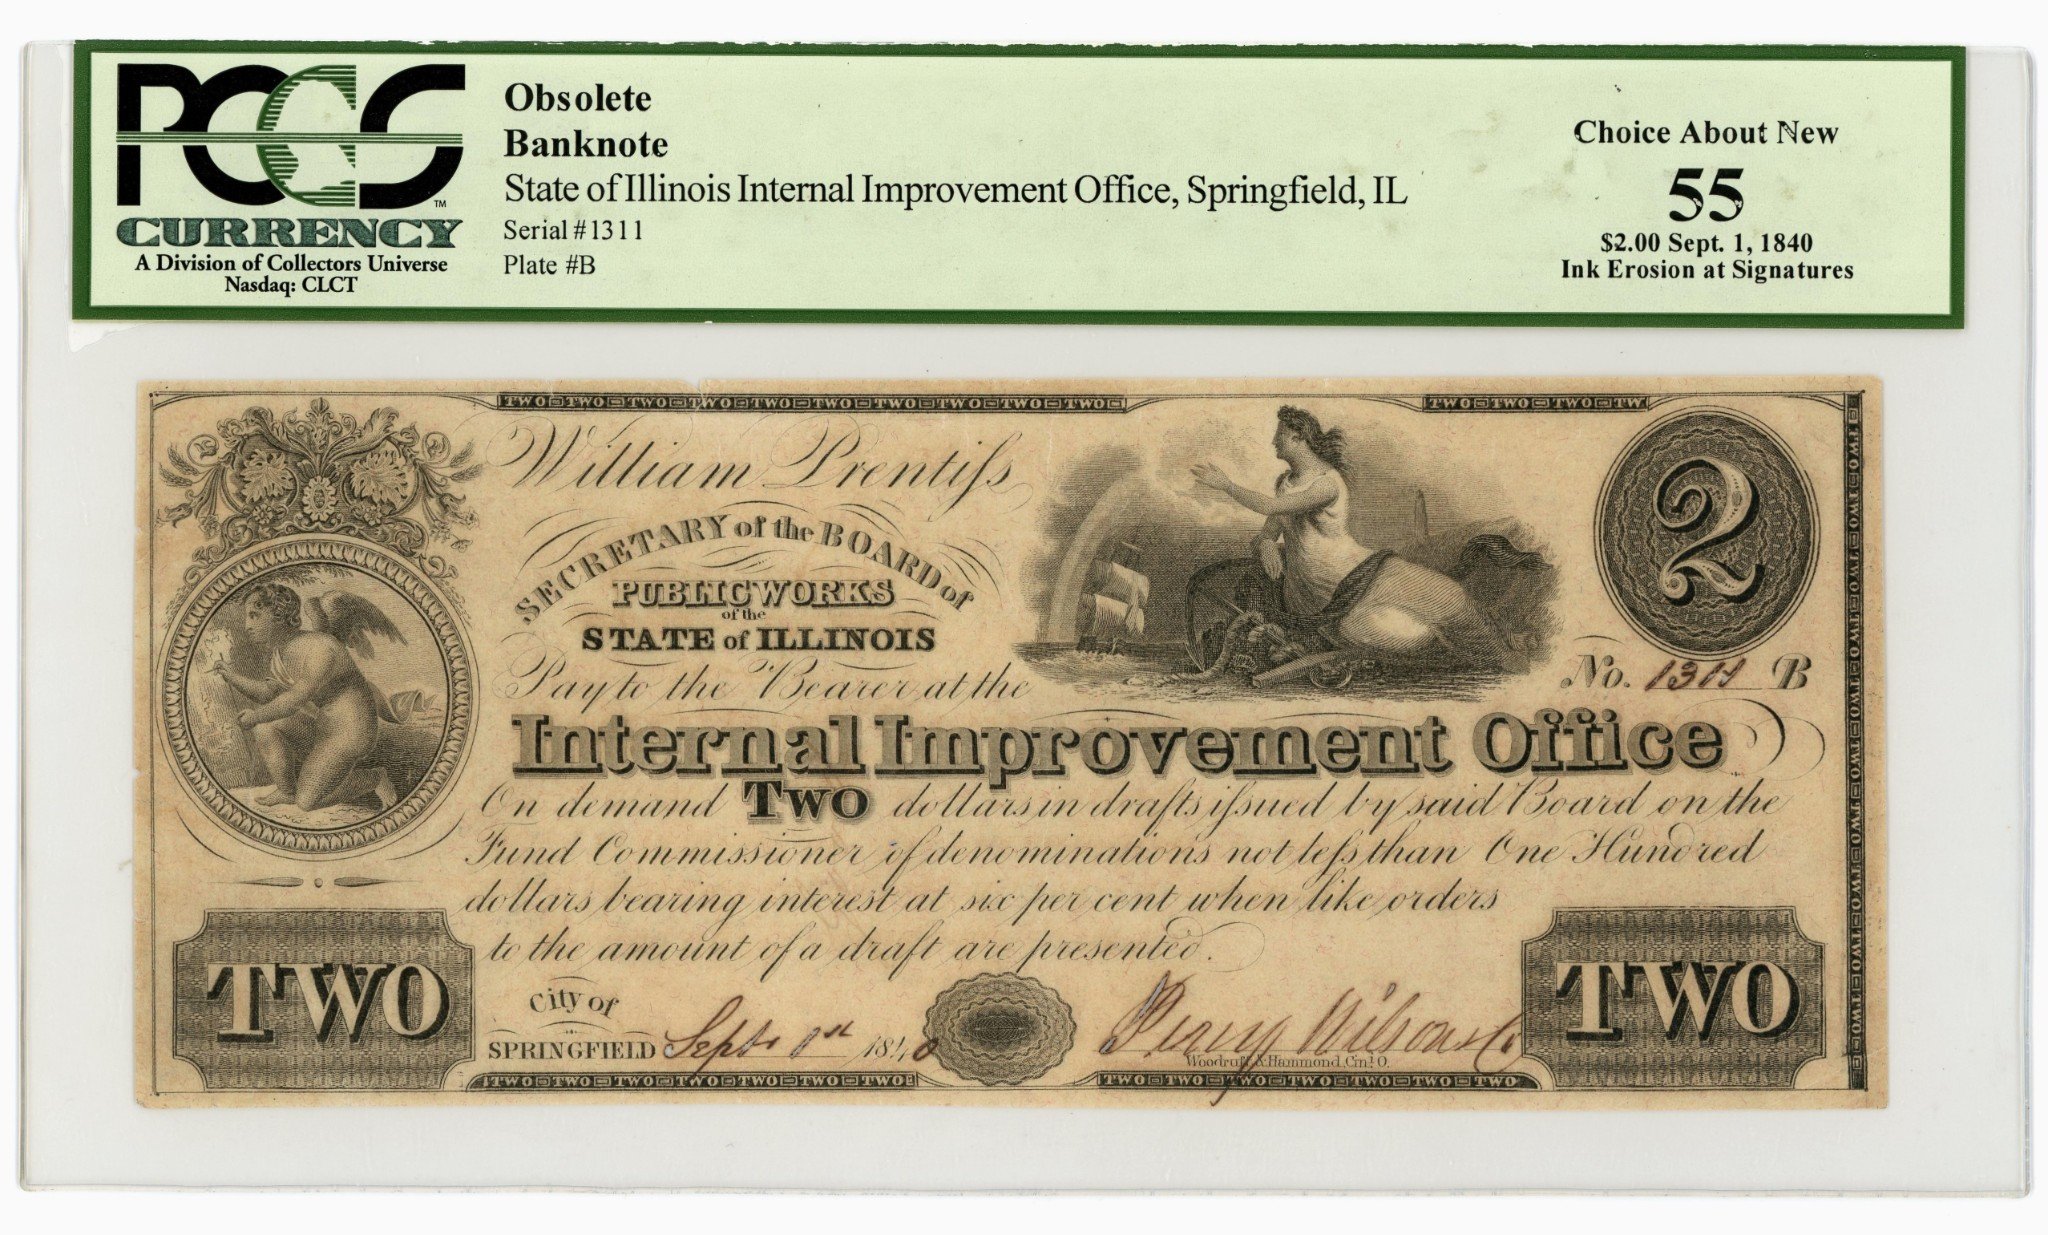 PCGS
TM
CURRENCY
A Division of Collectors Universe
Nasdaq: CLCT
Obsolete
Banknote
State of Illinois Internal Improvement Office, Springfield, IL
Serial #1311
Plate #B
Choice About New
55
$2.00 Sept. 1, 1840
Ink Erosion at Signatures
TWO TWO TWO TWO TWO TWO TWO TWO TWO TWO
TWO TWO TWO TW
William Prentiſs
SECRETARY of the BOARD of
PUBLIC WORKS
of the
STATE of ILLINOIS
2
Pay to the Bearer at the
No. 1311 B
Internal Improvement Office
On demand Two dollars in drafts iſsued by said Board on the
Fund Commissioner of denominations not leſs than One Hundred
dollars bearing interest at six per cent when like orders
to the amount of a draft are presented.
TWO
City of
SPRINGFIELD Sept. 1st 1840
Wilson & Co
Woodruff & Hammond Cin. O.
TWO
TWO TWO TWO TWO TWO TWO TWO
TWO TWO TWO TWO TWO TWO TWO